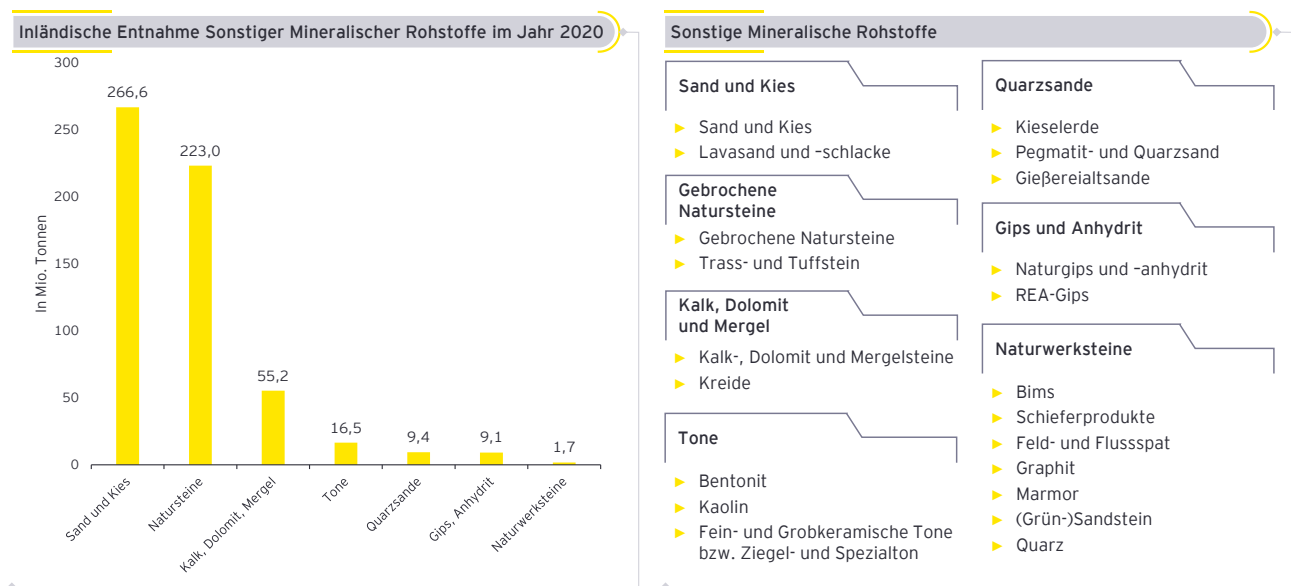 Inländische Entnahme Sonstiger Mineralischer Rohstoffe im Jahr 2020
300
250
200
150
100
50
0
In Mio. Tonnen
266,6
223,0
55,2
16,5
9,4
9,1
1,7
Sand und Kies
Natursteine
Kalk, Dolomit, Mergel
Tone
Quarzsande
Gips, Anhydrit
Naturwerksteine
Sonstige Mineralische Rohstoffe
Sand und Kies
► Sand und Kies
► Lavasand und –schlacke
Gebrochene
Natursteine
► Gebrochene Natursteine
► Trass- und Tuffstein
Kalk, Dolomit
und Mergel
► Kalk-, Dolomit und Mergelsteine
► Kreide
Tone
► Bentonit
► Kaolin
► Fein- und Grobkeramische Tone
bzw. Ziegel- und Spezialton
Quarzsande
► Kieselerde
► Pegmatit- und Quarzsand
► Gießereialtsande
Gips und Anhydrit
► Naturgips und –anhydrit
► REA-Gips
Naturwerksteine
► Bims
► Schieferprodukte
► Feld- und Flussspat
► Graphit
► Marmor
► (Grün-)Sandstein
► Quarz